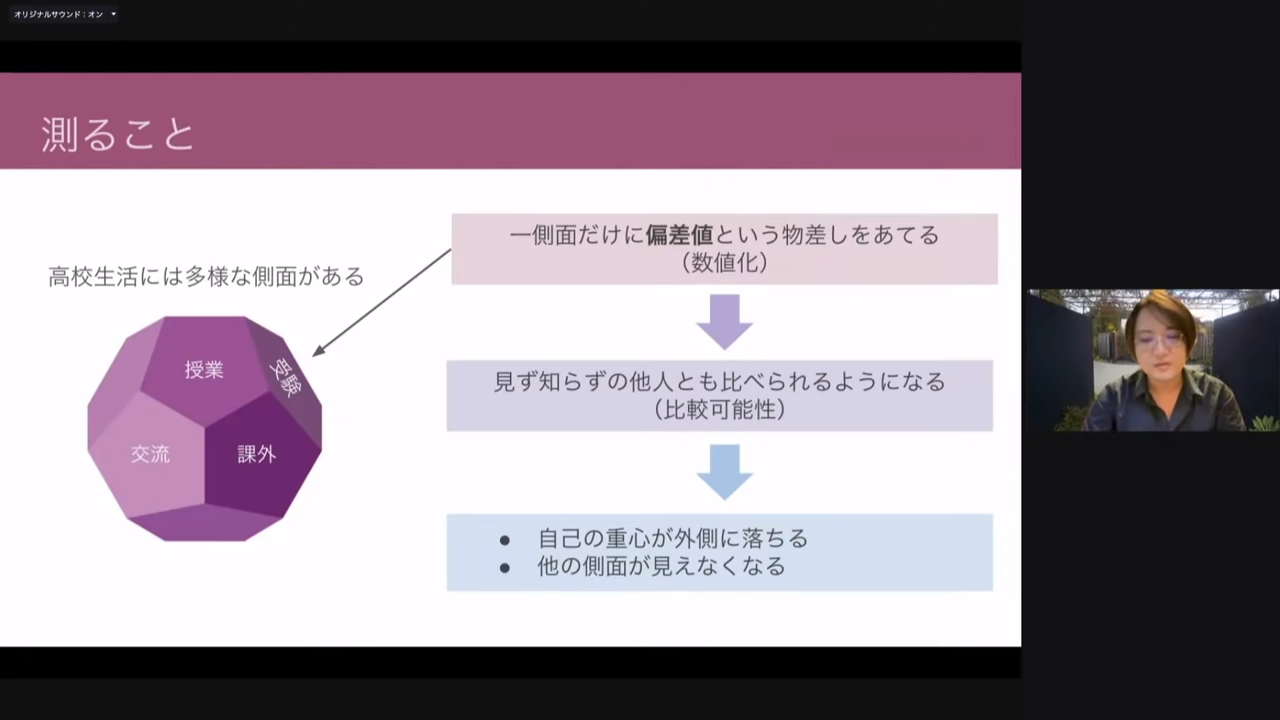 オリジナルサウンド：オン
測ること
高校生活には多様な側面がある
授業
受験
交流
課外
一側面だけに偏差値という物差しをあてる
（数値化）
見ず知らずの他人とも比べられるようになる
（比較可能性）
● 自己の重心が外側に落ちる
● 他の側面が見えなくなる